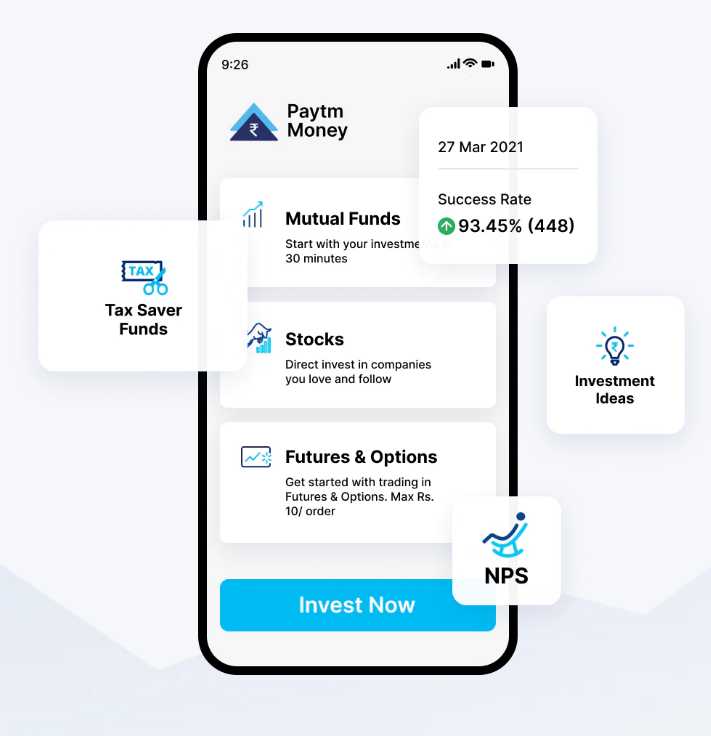 9:26
₹
Paytm
Money
27 Mar 2021
Success Rate
93.45% (448)
Mutual Funds
Start with your investments in
30 minutes
TAX
Tax Saver
Funds
Stocks
Direct invest in companies
you love and follow
₹
Investment
Ideas
Futures & Options
Get started with trading in
Futures & Options. Max Rs.
10/ order
NPS
Invest Now